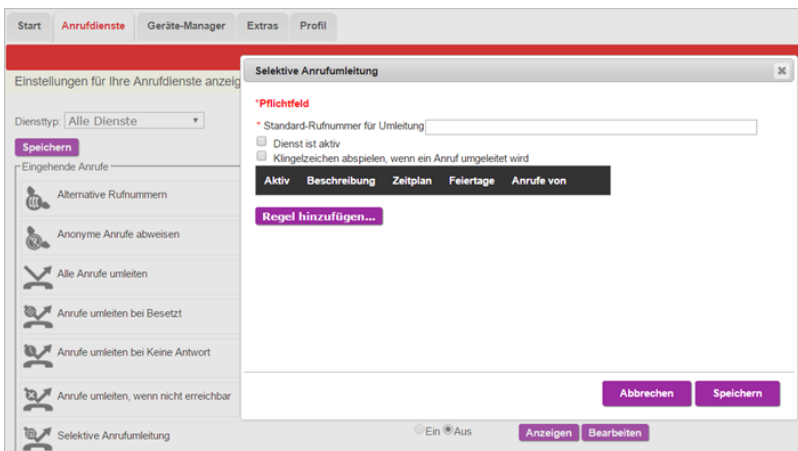 Start Anrufdienste Geräte-Manager Extras Profil
Einstellungen für Ihre Anrufdienste anzeig
Diensttyp: Alle Dienste
Speichern
Eingehende Anrufe
Alternative Rufnummern
Anonyme Anrufe abweisen
Alle Anrufe umleiten
Anrufe umleiten bei Besetzt
Anrufe umleiten bei Keine Antwort
Anrufe umleiten, wenn nicht erreichbar
Selektive Anrufumleitung Ein Aus Anzeigen Bearbeiten
Selektive Anrufumleitung
*Pflichtfeld
* Standard-Rufnummer für Umleitung
Dienst ist aktiv
Klingelzeichen abspielen, wenn ein Anruf umgeleitet wird
Aktiv Beschreibung Zeitplan Feiertage Anrufe von
Regel hinzufügen...
Abbrechen Speichern